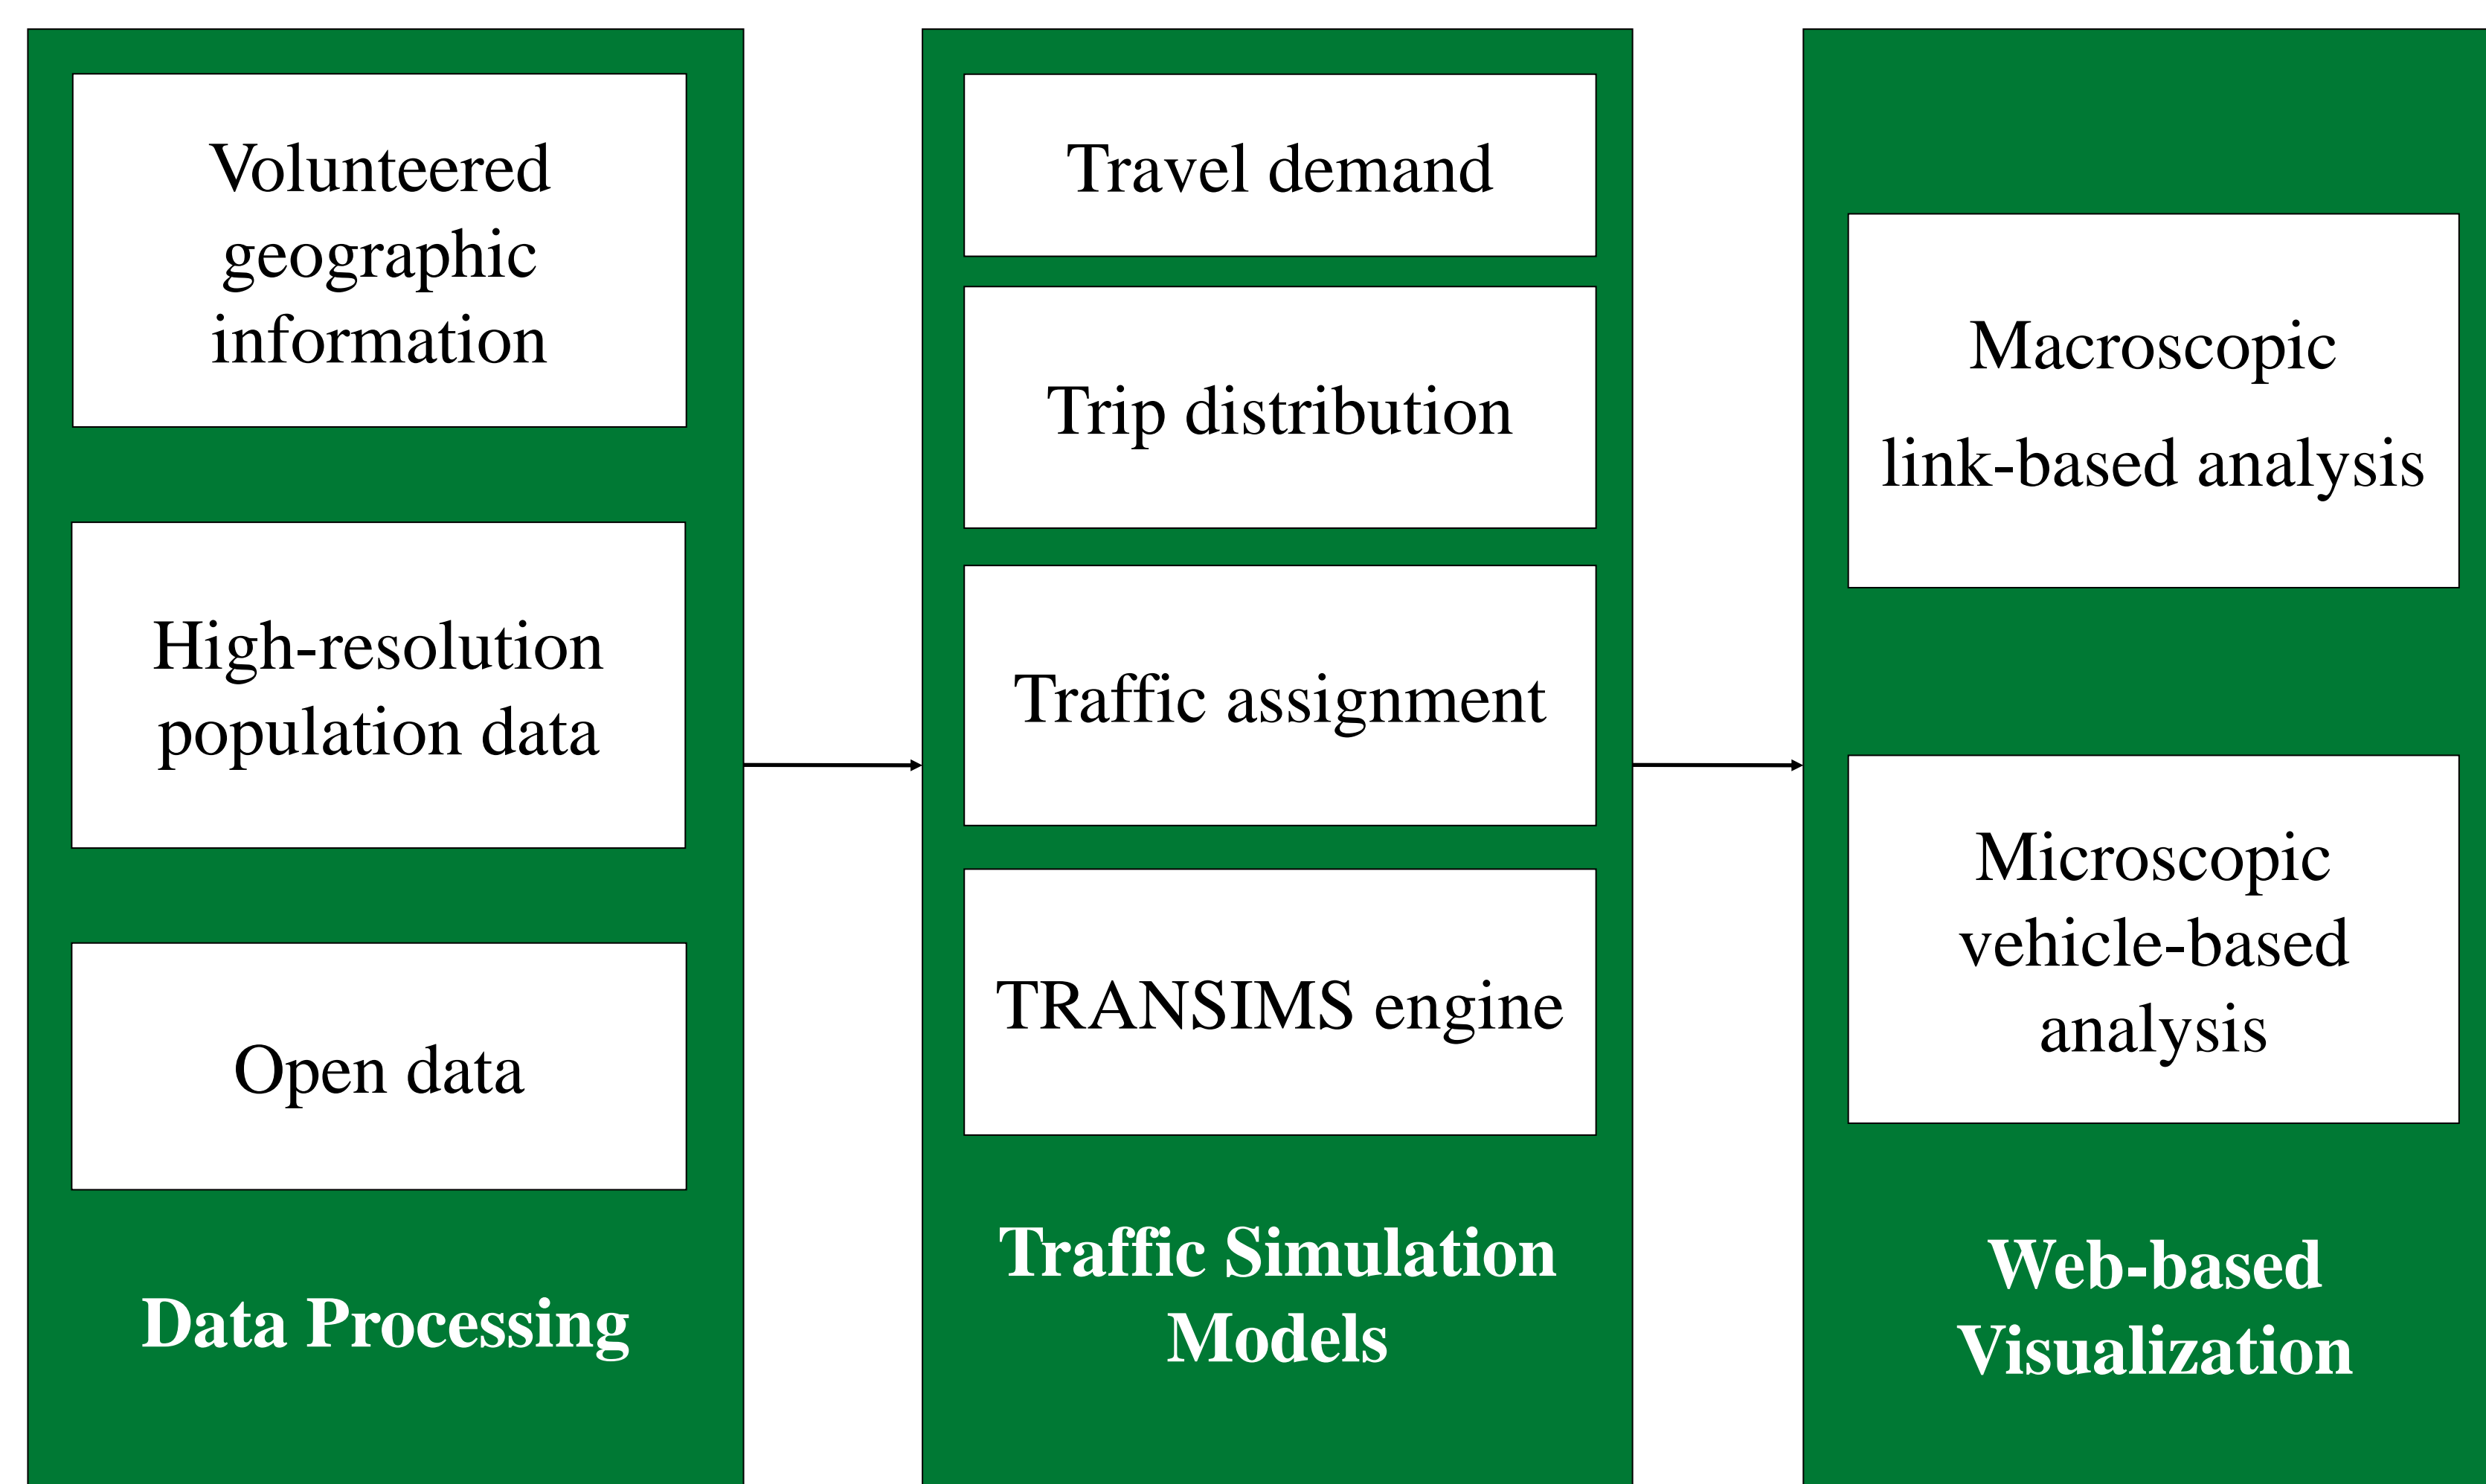 Volunteered
geographic
information
High-resolution
population data
Open data
Data Processing
Travel demand
Trip distribution
Traffic assignment
TRANSIMS engine
Traffic Simulation
Models
Macroscopic
link-based analysis
Microscopic
vehicle-based
analysis
Web-based
Visualization